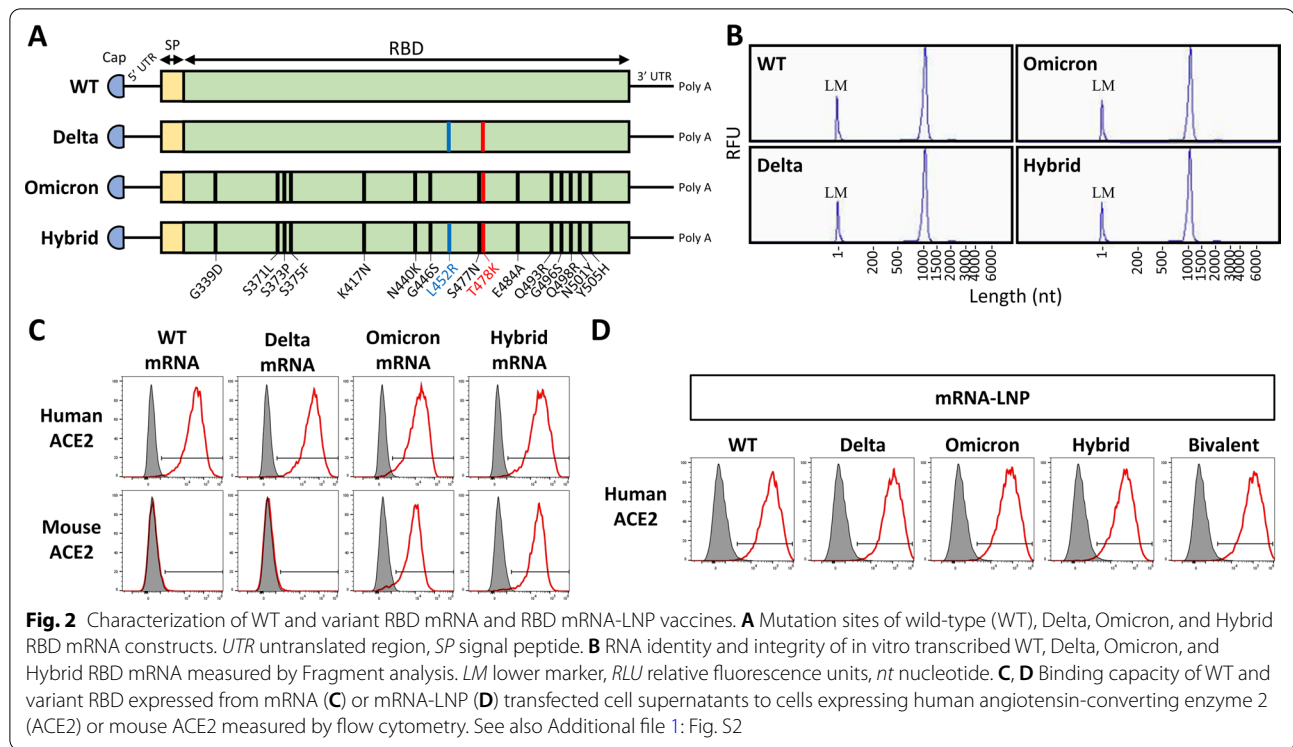 A
Cap
5' UTR
SP
RBD
3' UTR
WT
Poly A
Delta
Poly A
Omicron
Poly A
Hybrid
Poly A
G339D
S371L
S373P
S375F
K417N
N440K
G446S
L452R
S477N
T478K
E484A
Q493R
G496S
Q498R
N501Y
Y505H
B
WT
LM
Omicron
LM
Delta
LM
Hybrid
LM
RFU
1 200 500 1000 1500 2000 3000 4000 6000
1 200 500 1000 1500 2000 3000 4000 6000
Length (nt)
C
WT mRNA
Delta mRNA
Omicron mRNA
Hybrid mRNA
Human ACE2
Mouse ACE2
D
mRNA-LNP
WT Delta Omicron Hybrid Bivalent
Human ACE2
Fig. 2 Characterization of WT and variant RBD mRNA and RBD mRNA-LNP vaccines. A Mutation sites of wild-type (WT), Delta, Omicron, and Hybrid
RBD mRNA constructs. UTR untranslated region, SP signal peptide. B RNA identity and integrity of in vitro transcribed WT, Delta, Omicron, and
Hybrid RBD mRNA measured by Fragment analysis. LM lower marker, RLU relative fluorescence units, nt nucleotide. C, D Binding capacity of WT and
variant RBD expressed from mRNA (C) or mRNA-LNP (D) transfected cell supernatants to cells expressing human angiotensin-converting enzyme 2
(ACE2) or mouse ACE2 measured by flow cytometry. See also Additional file 1: Fig. S2